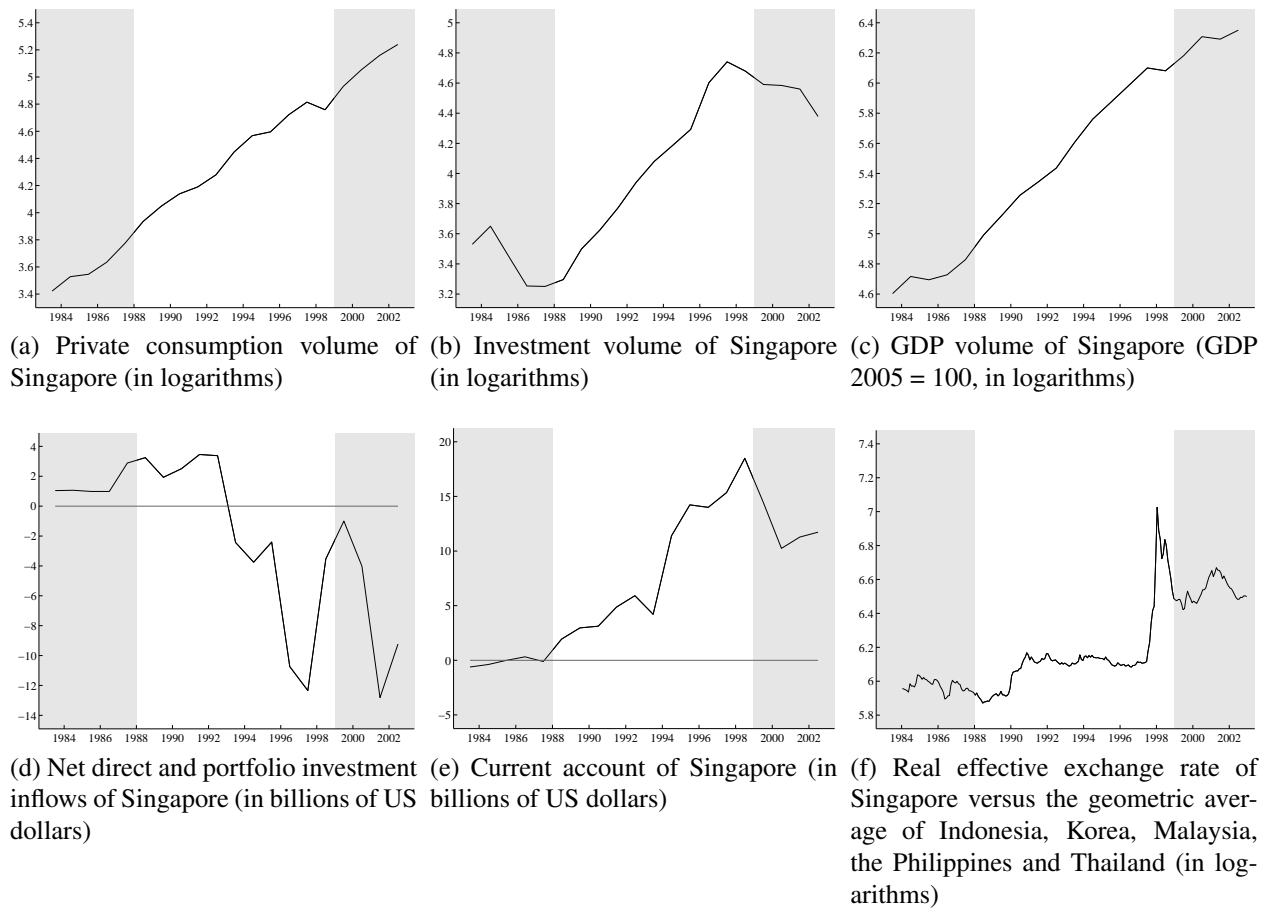 5.4
5.2
5
4.8
4.6
4.4
4.2
4
3.8
3.6
3.4
1984 1986 1988 1990 1992 1994 1996 1998 2000 2002
(a) Private consumption volume of
Singapore (in logarithms)
5
4.8
4.6
4.4
4.2
4
3.8
3.6
3.4
3.2
1984 1986 1988 1990 1992 1994 1996 1998 2000 2002
(b) Investment volume of Singapore
(in logarithms)
6.4
6.2
6
5.8
5.6
5.4
5.2
5
4.8
4.6
1984 1986 1988 1990 1992 1994 1996 1998 2000 2002
(c) GDP volume of Singapore (GDP
2005 = 100, in logarithms)
4
2
0
−2
−4
−6
−8
−10
−12
−14
1984 1986 1988 1990 1992 1994 1996 1998 2000 2002
(d) Net direct and portfolio investment
inflows of Singapore (in billions of US
dollars)
20
15
10
5
0
−5
1984 1986 1988 1990 1992 1994 1996 1998 2000 2002
(e) Current account of Singapore (in
billions of US dollars)
7.4
7.2
7
6.8
6.6
6.4
6.2
6
5.8
1984 1986 1988 1990 1992 1994 1996 1998 2000 2002
(f) Real effective exchange rate of
Singapore versus the geometric aver-
age of Indonesia, Korea, Malaysia,
the Philippines and Thailand (in log-
arithms)